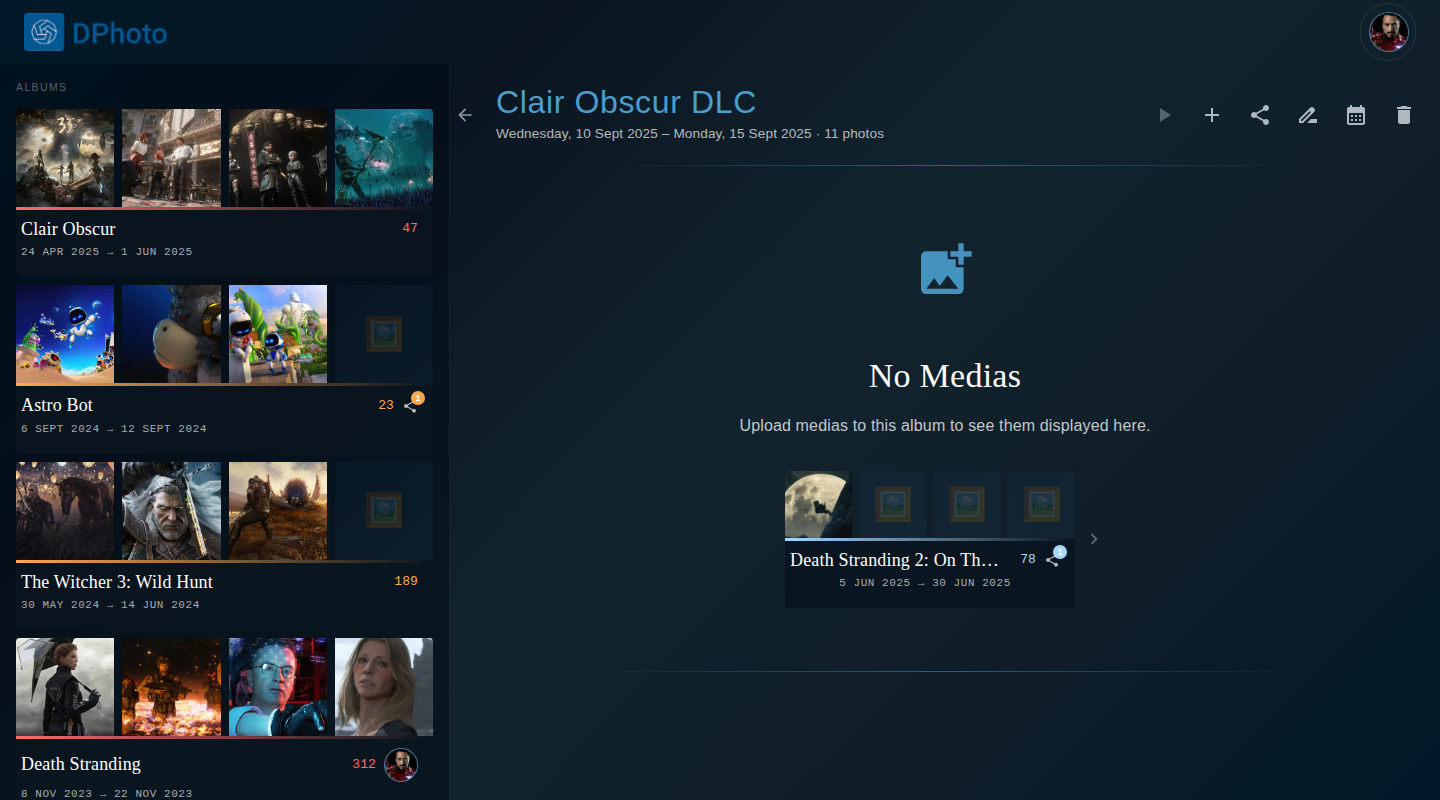 DPhoto
ALBUMS
33
Clair Obscur
47
24 APR 2025 → 1 JUN 2025
Astro Bot
23
1
6 SEPT 2024 → 12 SEPT 2024
The Witcher 3: Wild Hunt
189
30 MAY 2024 → 14 JUN 2024
Death Stranding
312
8 NOV 2023 → 22 NOV 2023
Clair Obscur DLC
Wednesday, 10 Sept 2025 – Monday, 15 Sept 2025 · 11 photos
No Medias
Upload medias to this album to see them displayed here.
Death Stranding 2: On Th…
78
1
5 JUN 2025 → 30 JUN 2025